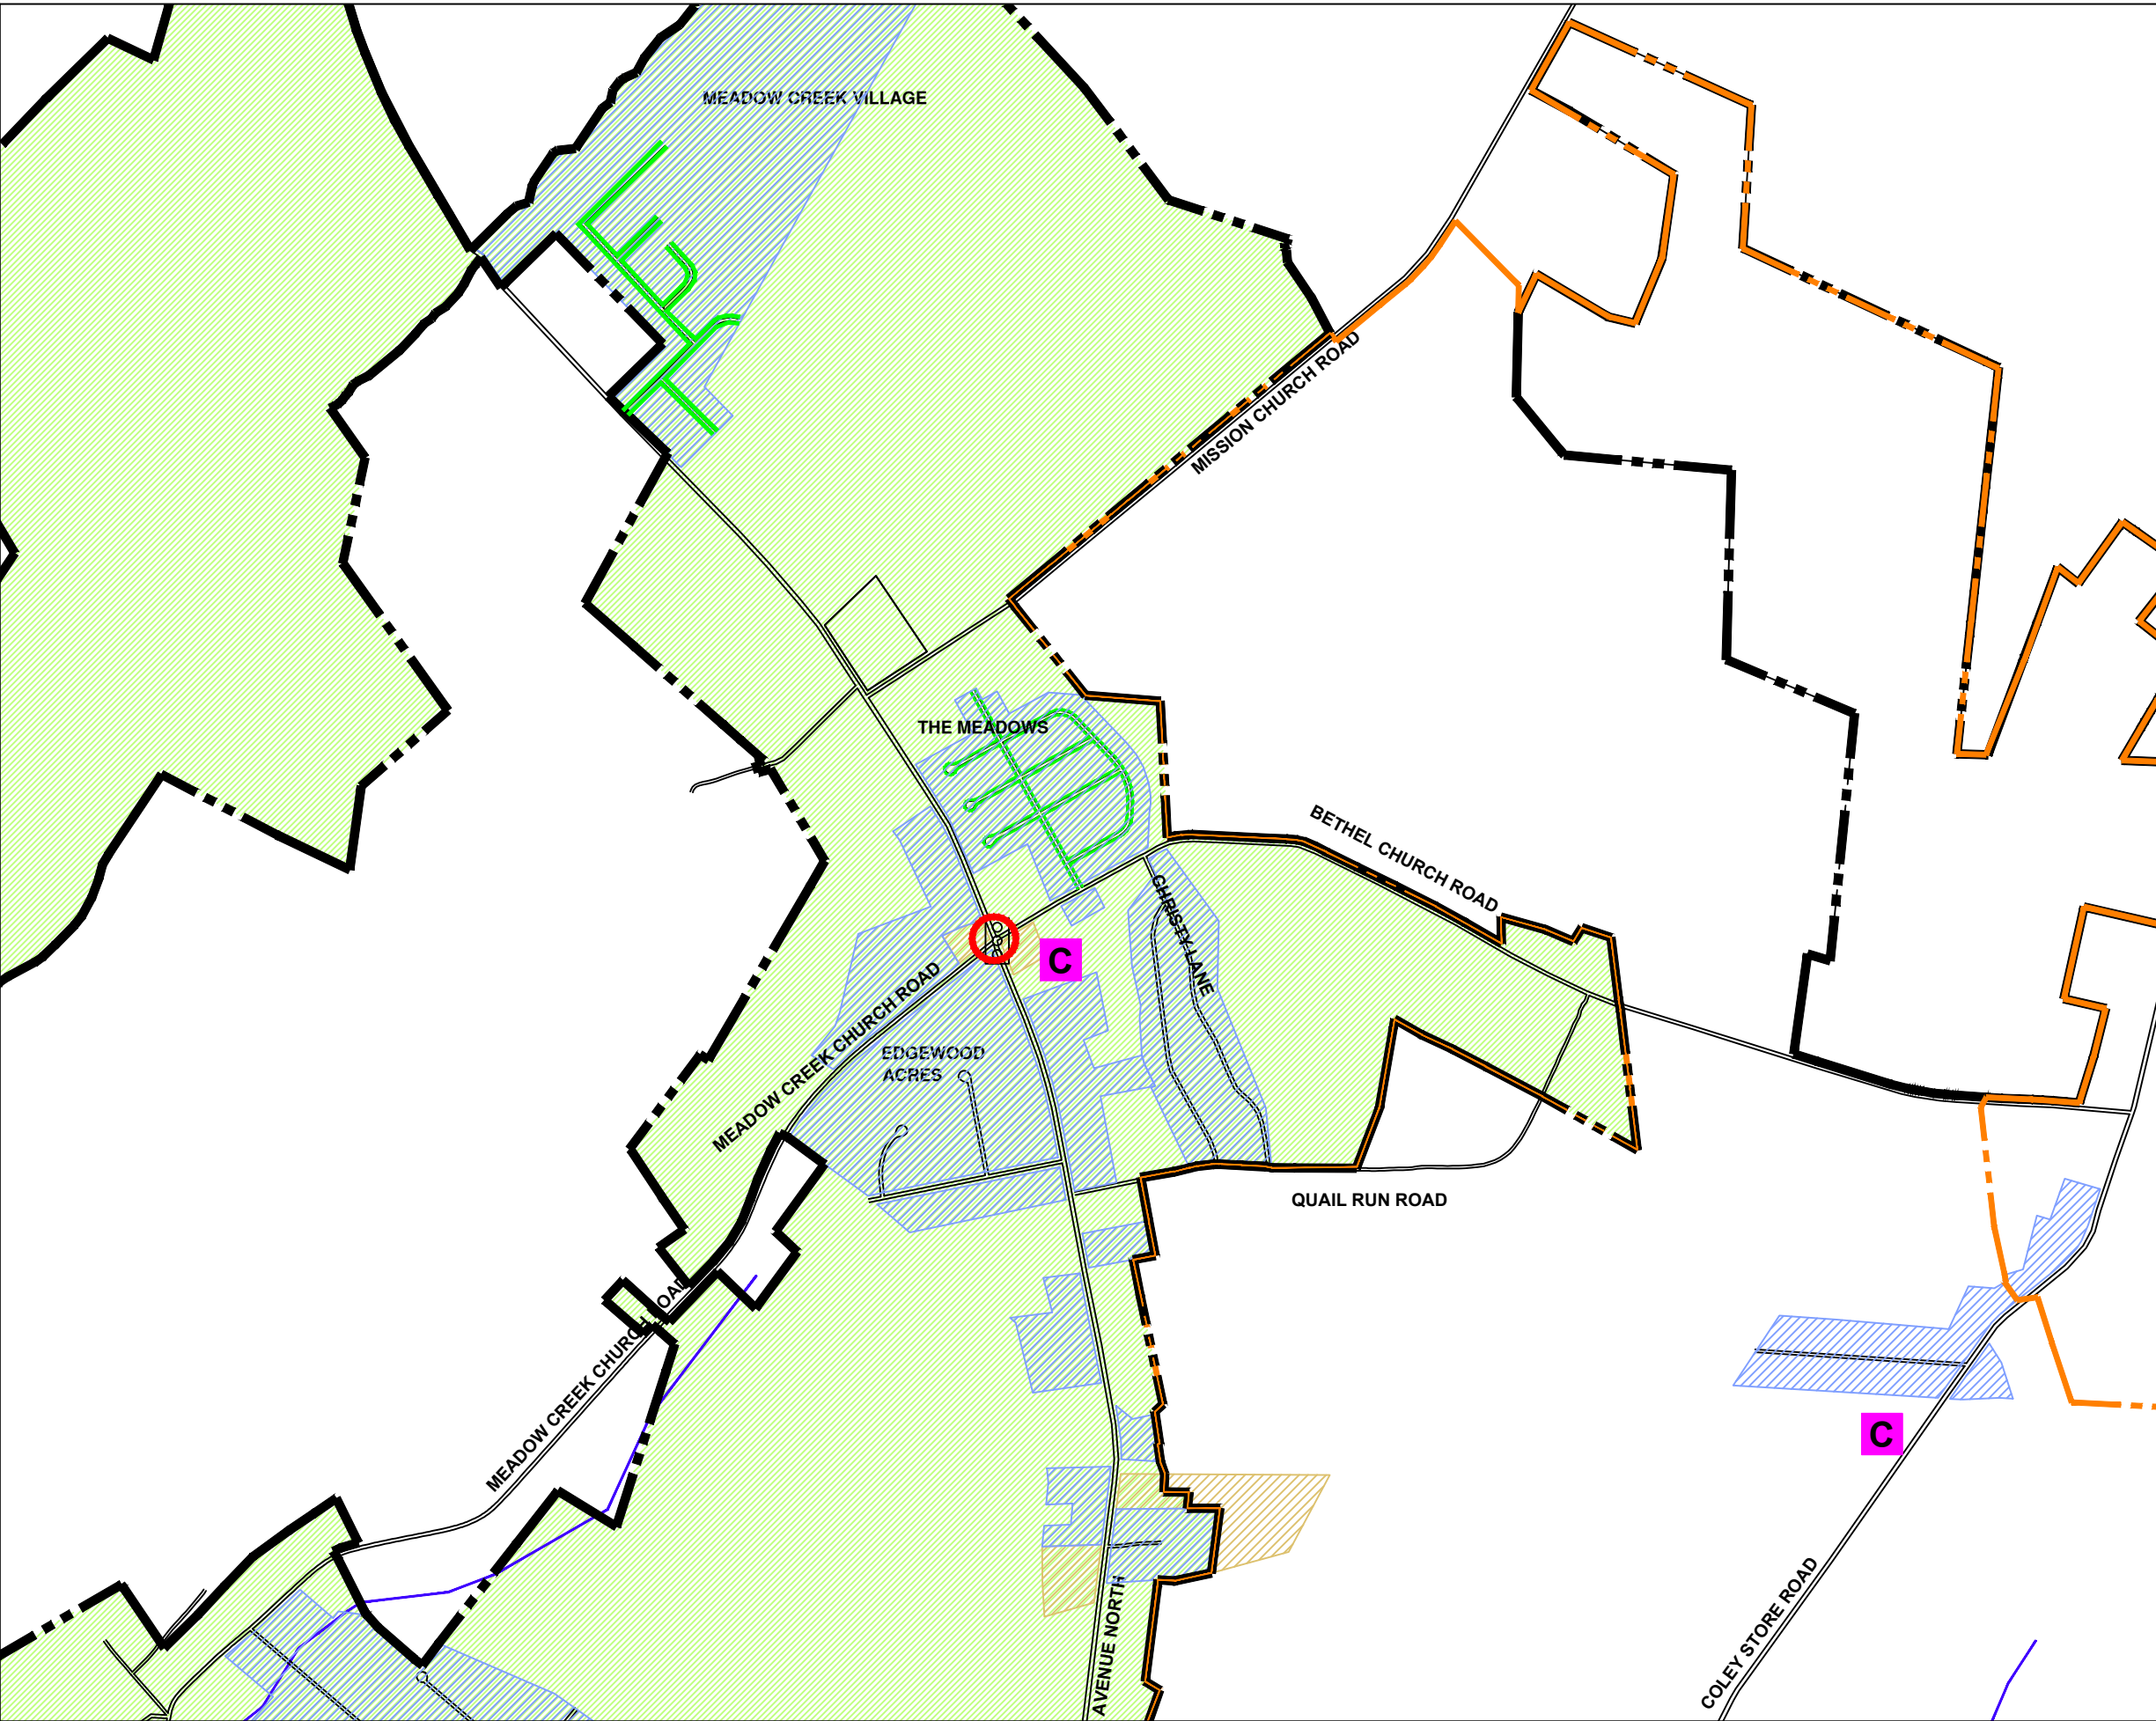 MEADOW CREEK VILLAGE
MISSION CHURCH ROAD
THE MEADOWS
BETHEL CHURCH ROAD
CHRISTY LANE
C
MEADOW CREEK CHURCH ROAD
EDGEWOOD
ACRES
QUAIL RUN ROAD
MEADOW CREEK CHURCH ROAD
C
AVENUE NORTH
COLEY STORE ROAD